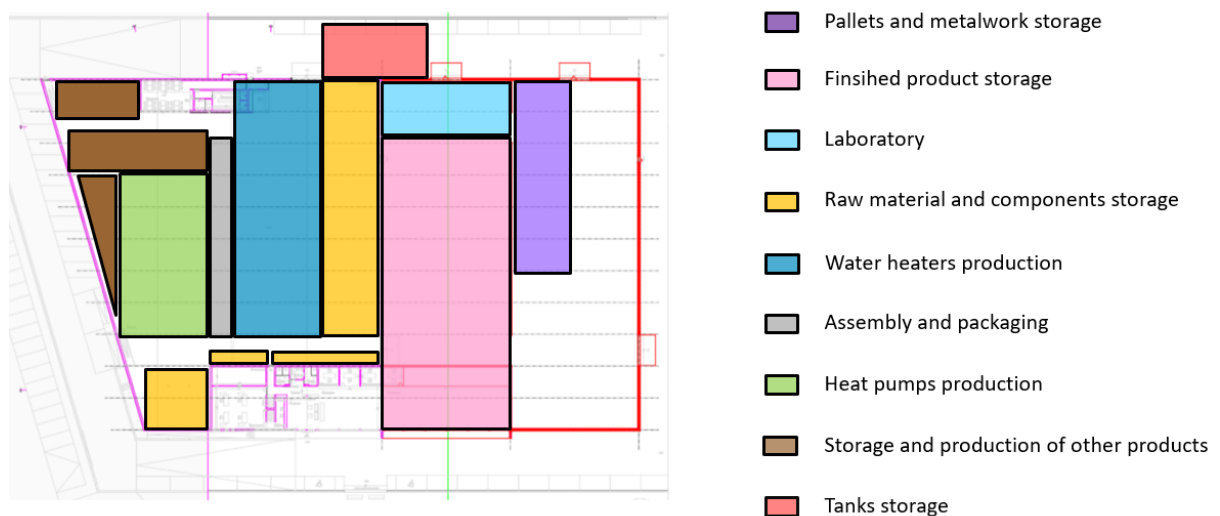 Pallets and metalwork storage
Finsihed product storage
Laboratory
Raw material and components storage
Water heaters production
Assembly and packaging
Heat pumps production
Storage and production of other products
Tanks storage